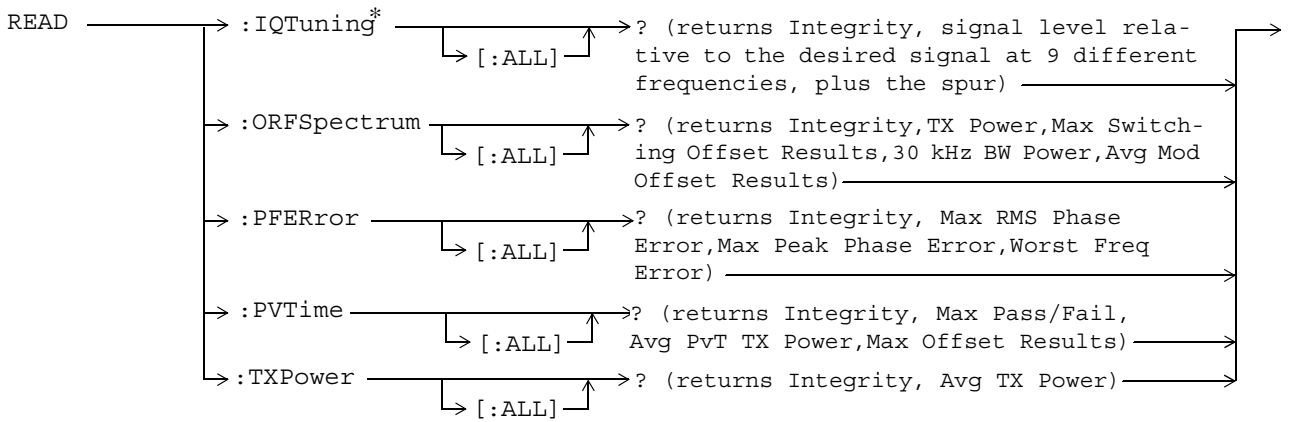 READ :IQTuning* ? (returns Integrity, signal level rela-
[:ALL] tive to the desired signal at 9 different
frequencies, plus the spur)
:ORFSpectrum ? (returns Integrity,TX Power,Max Switch-
[:ALL] ing Offset Results,30 kHz BW Power,Avg Mod
Offset Results)
:PFERror ? (returns Integrity, Max RMS Phase
[:ALL] Error,Max Peak Phase Error,Worst Freq
Error)
:PVTime ? (returns Integrity, Max Pass/Fail,
[:ALL] Avg PvT TX Power,Max Offset Results)
:TXPower ? (returns Integrity, Avg TX Power)
[:ALL]